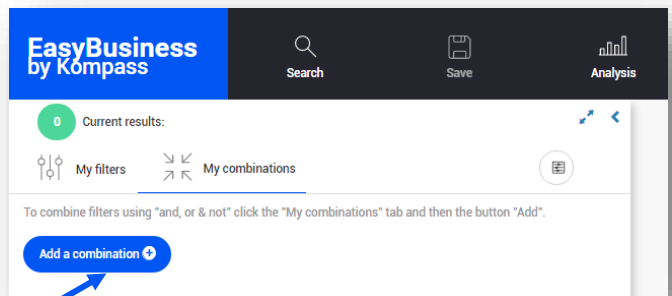 EasyBusiness
by Kompass
Search
Save
Analysis
0 Current results:
My filters
My combinations
To combine filters using "and, or & not" click the "My combinations" tab and then the button "Add".
Add a combination